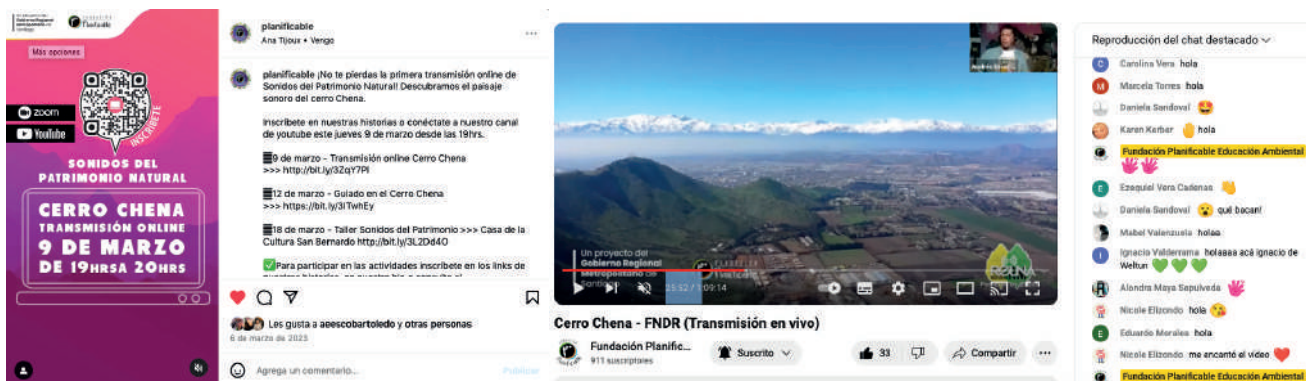 Más opciones
zoom
YouTube
INSCRÍBETE
SONIDOS DEL
PATRIMONIO NATURAL
CERRO CHENA
TRANSMISIÓN ONLINE
9 DE MARZO
DE 19HRSA 20HRS
planificable
Ana Tijoux • Vengo
planificable ¡No te pierdas la primera transmisión online de
Sonidos del Patrimonio Natural! Descubramos el paisaje
sonoro del cerro Chena.
Inscríbete en nuestras historias o conéctate a nuestro canal
de youtube este jueves 9 de marzo desde las 19hrs.
9 de marzo - Transmisión online Cerro Chena
>>> http://bit.ly/3ZqY7Pl
12 de marzo - Guiado en el Cerro Chena
>>> https://bit.ly/3lTwhEy
18 de marzo - Taller Sonidos del Patrimonio >>> Casa de la
Cultura San Bernardo http://bit.ly/3L2Dd4O
Para participar en las actividades inscríbete en los links de
Les gusta a aeescobartoledo y otras personas
6 de marzo de 2023
Agrega un comentario...
Publicar
Un proyecto del
Gobierno Regional
Metropolitano de
Santiago
25:52 / 1:09:14
Cerro Chena - FNDR (Transmisión en vivo)
Fundación Planific...
911 suscriptores
Suscrito
33
Compartir
Reproducción del chat destacado
Carolina Vera hola
Marcela Torres hola
Daniela Sandoval 🤩
Karen Kerber 🤚 hola
Fundación Planificable Educación Ambiental
👋👋
Ezequiel Vera Cadenas 👋
Daniela Sandoval 😲 qué bacan!
Mabel Valenzuela holaa
Ignacio Valderrama holaaaa acá ignacio de
Weltun 💚💚💚
Alondra Maya Sepulveda 👋
Nicole Elizondo hola 😘
Eduardo Morales hola
Nicole Elizondo me encantó el video ❤️
Fundación Planificable Educación Ambiental